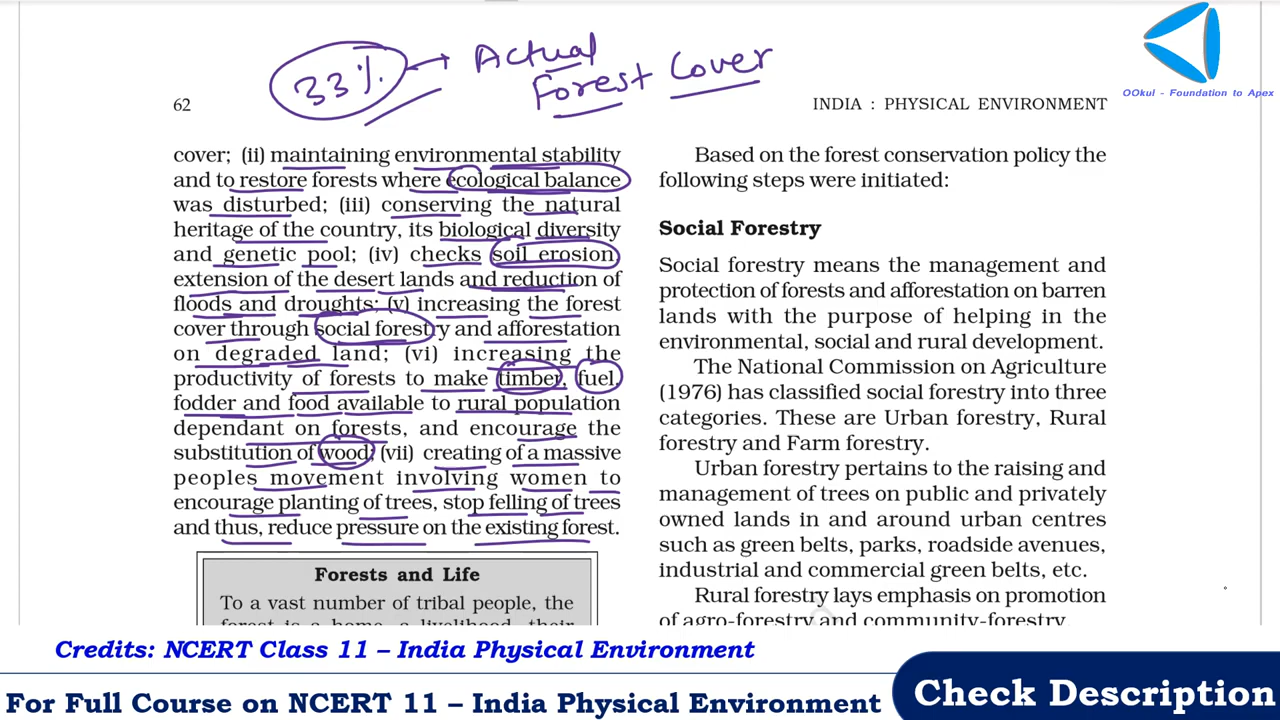 33% → Actual
Forest Cover
OOkul - Foundation to Apex
62
INDIA : PHYSICAL ENVIRONMENT
cover; (ii) maintaining environmental stability
and to restore forests where ecological balance
was disturbed; (iii) conserving the natural
heritage of the country, its biological diversity
and genetic pool; (iv) checks soil erosion,
extension of the desert lands and reduction of
floods and droughts; (v) increasing the forest
cover through social forestry and afforestation
on degraded land; (vi) increasing the
productivity of forests to make timber, fuel,
fodder and food available to rural population
dependant on forests, and encourage the
substitution of wood; (vii) creating of a massive
peoples movement involving women to
encourage planting of trees, stop felling of trees
and thus, reduce pressure on the existing forest.
Forests and Life
To a vast number of tribal people, the
forest is a home, a livelihood, their
Based on the forest conservation policy the
following steps were initiated:
Social Forestry
Social forestry means the management and
protection of forests and afforestation on barren
lands with the purpose of helping in the
environmental, social and rural development.
The National Commission on Agriculture
(1976) has classified social forestry into three
categories. These are Urban forestry, Rural
forestry and Farm forestry.
Urban forestry pertains to the raising and
management of trees on public and privately
owned lands in and around urban centres
such as green belts, parks, roadside avenues,
industrial and commercial green belts, etc.
Rural forestry lays emphasis on promotion
of agro-forestry and community-forestry
Credits: NCERT Class 11 – India Physical Environment
For Full Course on NCERT 11 – India Physical Environment
Check Description